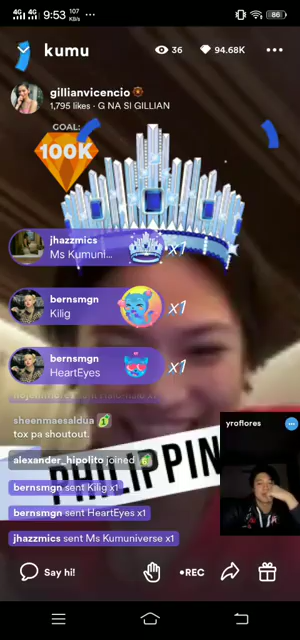 4G 4G 9:53 107 KB/s ••• 86
kumu 36 94.68K
gillianvicencio
1,795 likes · G NA SI GILLIAN
GOAL:
100K
jhazzmics
Ms Kumuni... x1
bernsmgn
Kilig x1
bernsmgn
HeartEyes x1
sheenmaesaldua 1
tox pa shoutout.
yroflores
alexander_hipolito joined 6
PHILIPPIN
bernsmgn sent Kilig x1
bernsmgn sent HeartEyes x1
jhazzmics sent Ms Kumuniverse x1
Say hi! •REC